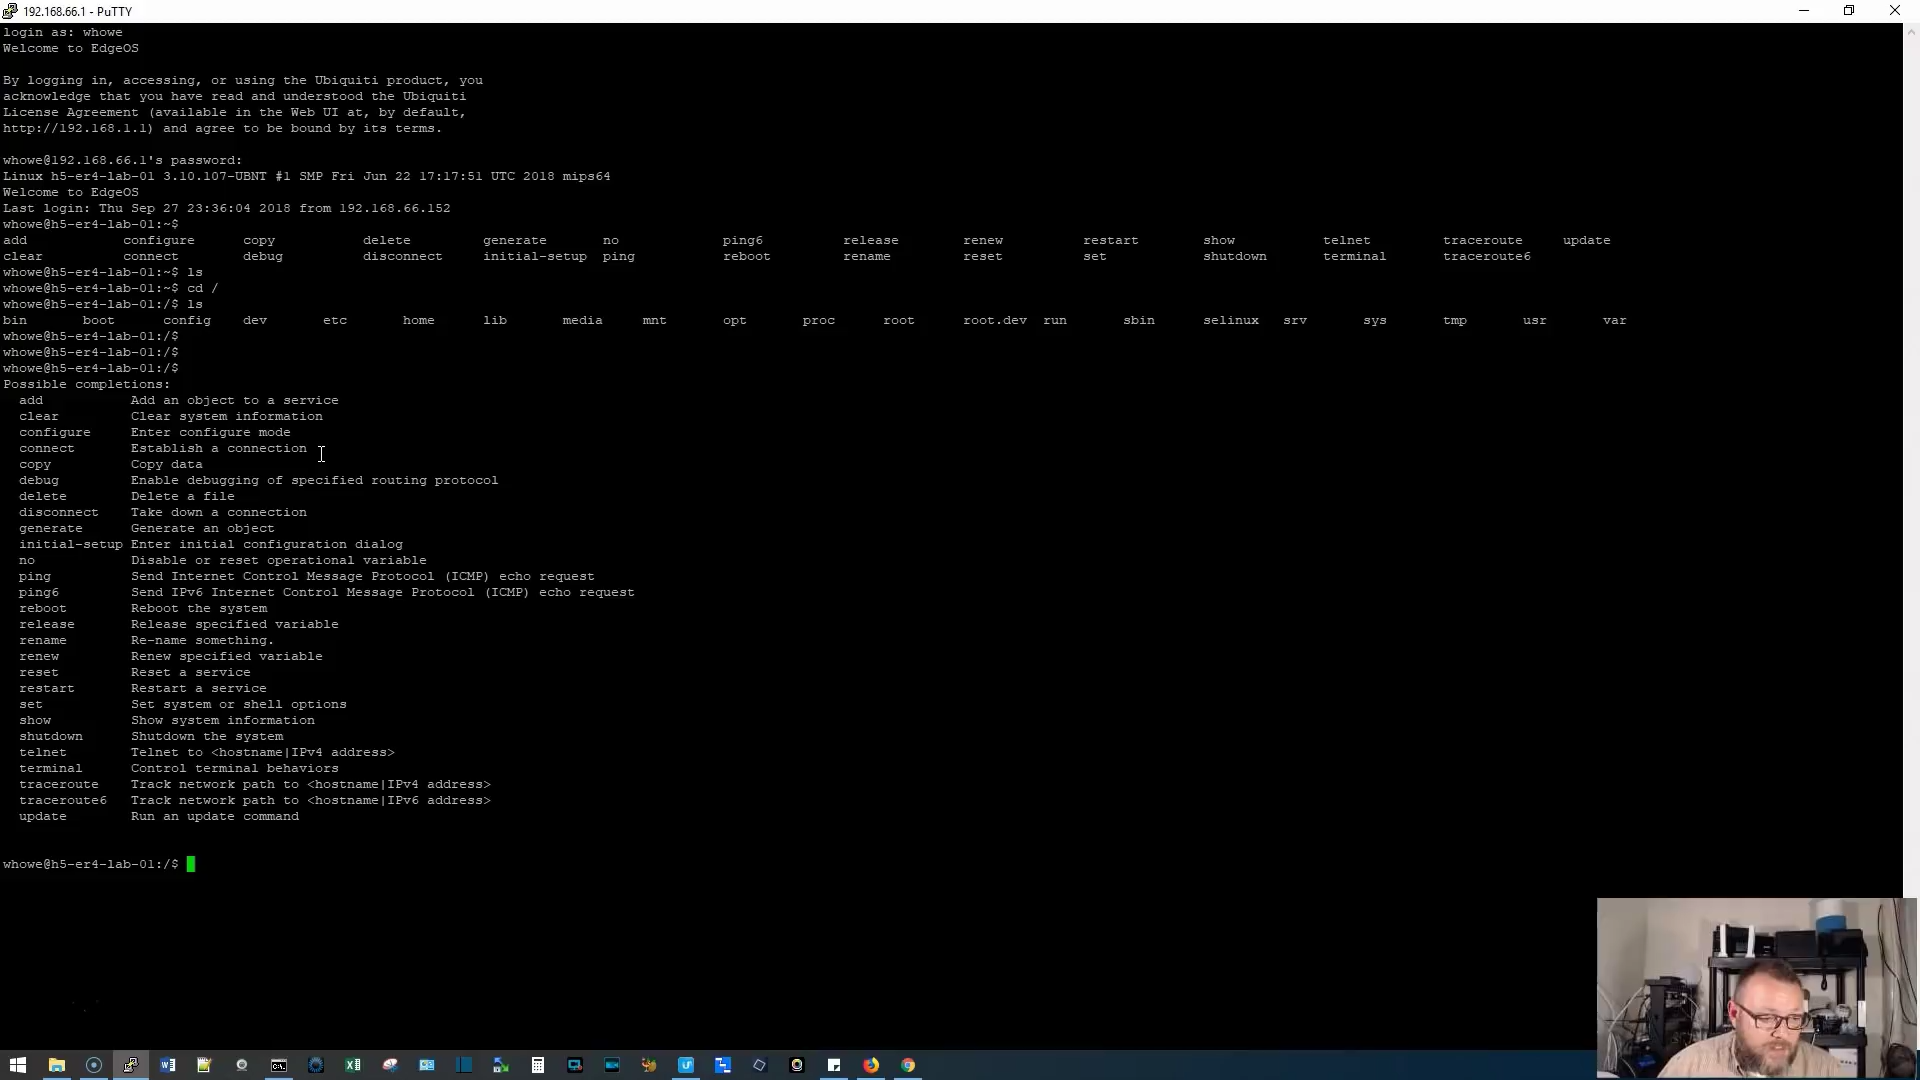 192.168.66.1 - PuTTY
login as: whowe
Welcome to EdgeOS
By logging in, accessing, or using the Ubiquiti product, you
acknowledge that you have read and understood the Ubiquiti
License Agreement (available in the Web UI at, by default,
http://192.168.1.1) and agree to be bound by its terms.
whowe@192.168.66.1's password:
Linux h5-er4-lab-01 3.10.107-UBNT #1 SMP Fri Jun 22 17:17:51 UTC 2018 mips64
Welcome to EdgeOS
Last login: Thu Sep 27 23:36:04 2018 from 192.168.66.152
whowe@h5-er4-lab-01:~$
add configure copy delete generate no ping6 release renew restart show telnet traceroute update
clear connect debug disconnect initial-setup ping reboot rename reset set shutdown terminal traceroute6
whowe@h5-er4-lab-01:~$ ls
whowe@h5-er4-lab-01:~$ cd /
whowe@h5-er4-lab-01:/$ ls
bin boot config dev etc home lib media mnt opt proc root root.dev run sbin selinux srv sys tmp usr var
whowe@h5-er4-lab-01:/$
whowe@h5-er4-lab-01:/$
whowe@h5-er4-lab-01:/$
Possible completions:
add Add an object to a service
clear Clear system information
configure Enter configure mode
connect Establish a connection
copy Copy data
debug Enable debugging of specified routing protocol
delete Delete a file
disconnect Take down a connection
generate Generate an object
initial-setup Enter initial configuration dialog
no Disable or reset operational variable
ping Send Internet Control Message Protocol (ICMP) echo request
ping6 Send IPv6 Internet Control Message Protocol (ICMP) echo request
reboot Reboot the system
release Release specified variable
rename Re-name something.
renew Renew specified variable
reset Reset a service
restart Restart a service
set Set system or shell options
show Show system information
shutdown Shutdown the system
telnet Telnet to <hostname|IPv4 address>
terminal Control terminal behaviors
traceroute Track network path to <hostname|IPv4 address>
traceroute6 Track network path to <hostname|IPv6 address>
update Run an update command
whowe@h5-er4-lab-01:/$